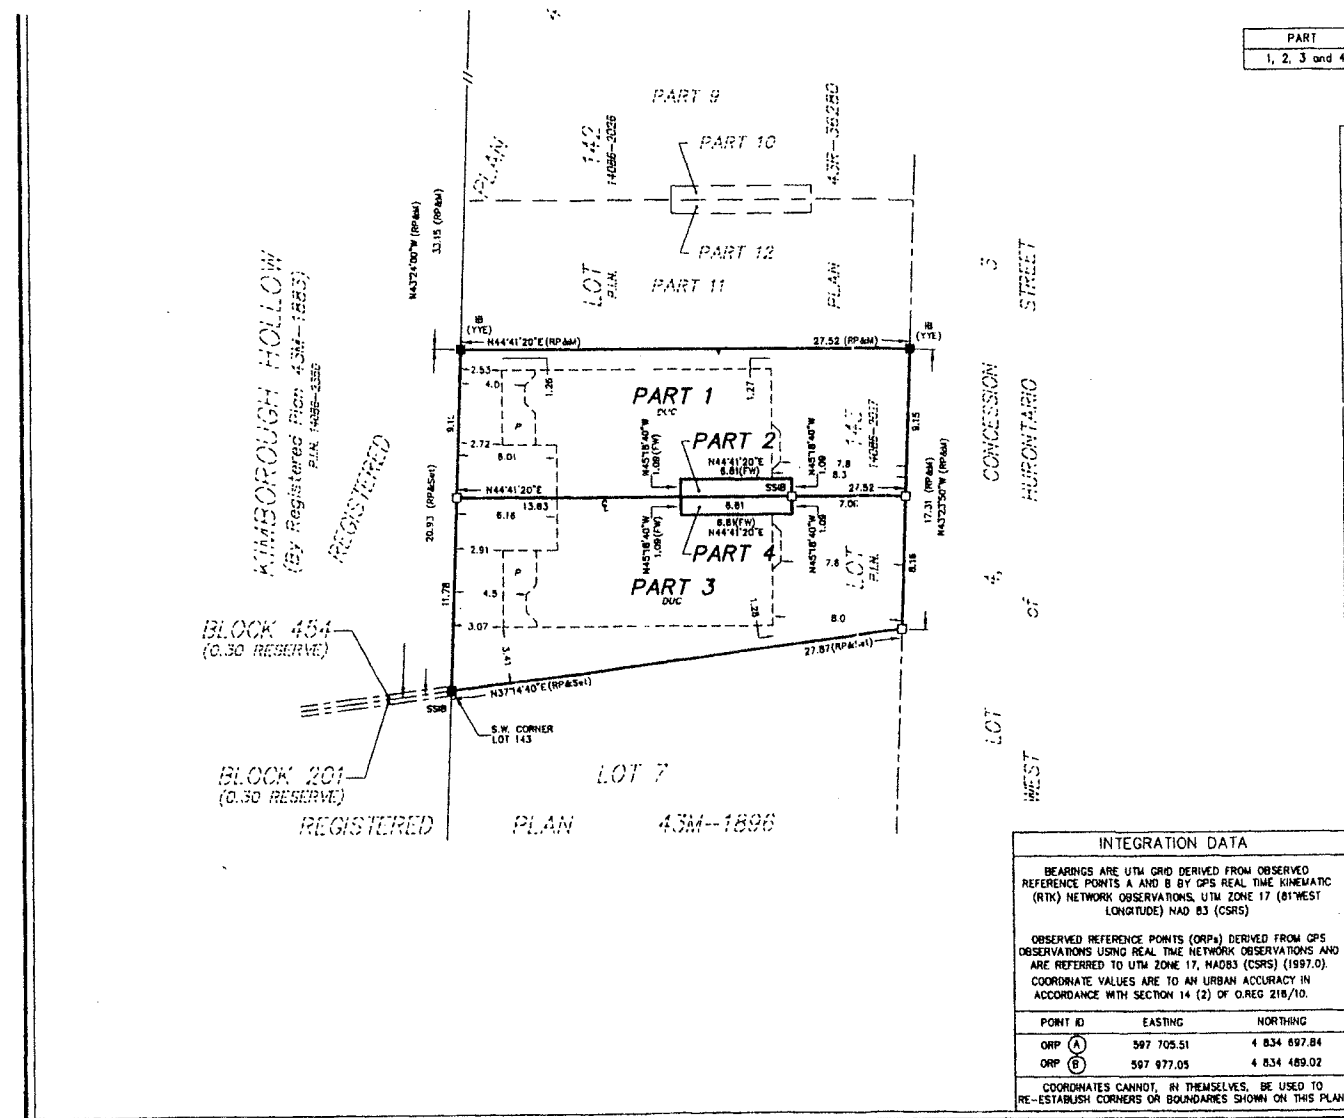 PART
1, 2, 3 and 4
PART 9
142
14086-2026
43R-36280
PLAN
PART 10
PART 12
LOT
P.I.N.
PART 11
PLAN
N43°24'00"W (RP&M)
33.15 (RP&M)
KIMBOROUGH HOLLOW
(By Registered Plan 43M-1883)
P.I.N. 14086-2350
REGISTERED
IB
(YYE)
N44°41'20"E (RP&M)
27.52 (RP&M)
IB
(YYE)
2.53
4.0
1.26
1.27
PART 1
DUC
P
2.72
6.01
PART 2
N44°41'20"E
6.81(FW)
N45°18'40"W
1.09(FW)
N45°18'40"W
1.09
143
14086-2027
7.8
8.3
9.15
SSIB
27.52
N44°41'20"E
13.63
6.81
7.06
20.93 (RP&Set)
6.16
6.81(FW)
N44°41'20"E
N45°18'40"W
1.09(FW)
N45°18'40"W
1.09
17.31 (RP&M)
N43°23'50"W (RP&M)
2.91
PART 4
7.6
LOT
P.I.N.
8.16
P
PART 3
DUC
4.5
11.78
3.07
1.28
8.0
3.41
27.87(RP&Set)
N37°14'40"E(RP&Set)
SSIB
S.W. CORNER
LOT 143
BLOCK 454
(0.30 RESERVE)
BLOCK 201
(0.30 RESERVE)
LOT 7
REGISTERED PLAN 43M-1896
LOT 4, CONCESSION 3
WEST of HURONTARIO STREET
INTEGRATION DATA
BEARINGS ARE UTM GRID DERIVED FROM OBSERVED
REFERENCE POINTS A AND B BY GPS REAL TIME KINEMATIC
(RTK) NETWORK OBSERVATIONS, UTM ZONE 17 (81°WEST
LONGITUDE) NAD 83 (CSRS)
OBSERVED REFERENCE POINTS (ORPs) DERIVED FROM GPS
OBSERVATIONS USING REAL TIME NETWORK OBSERVATIONS AND
ARE REFERRED TO UTM ZONE 17, NAD83 (CSRS) (1997.0).
COORDINATE VALUES ARE TO AN URBAN ACCURACY IN
ACCORDANCE WITH SECTION 14 (2) OF O.REG 216/10.
POINT ID EASTING NORTHING
ORP A 597 705.51 4 834 697.84
ORP B 597 977.05 4 834 489.02
COORDINATES CANNOT, IN THEMSELVES, BE USED TO
RE-ESTABLISH CORNERS OR BOUNDARIES SHOWN ON THIS PLAN